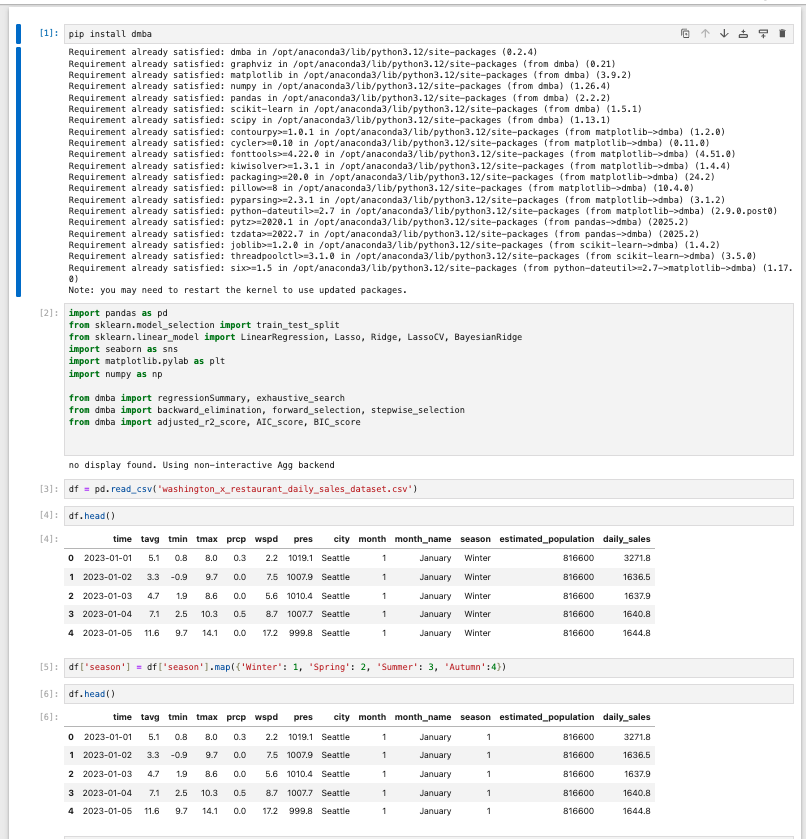 [1]: pip install dmba
Requirement already satisfied: dmba in /opt/anaconda3/lib/python3.12/site-packages (0.2.4)
Requirement already satisfied: graphviz in /opt/anaconda3/lib/python3.12/site-packages (from dmba) (0.21)
Requirement already satisfied: matplotlib in /opt/anaconda3/lib/python3.12/site-packages (from dmba) (3.9.2)
Requirement already satisfied: numpy in /opt/anaconda3/lib/python3.12/site-packages (from dmba) (1.26.4)
Requirement already satisfied: pandas in /opt/anaconda3/lib/python3.12/site-packages (from dmba) (2.2.2)
Requirement already satisfied: scikit-learn in /opt/anaconda3/lib/python3.12/site-packages (from dmba) (1.5.1)
Requirement already satisfied: scipy in /opt/anaconda3/lib/python3.12/site-packages (from dmba) (1.13.1)
Requirement already satisfied: contourpy>=1.0.1 in /opt/anaconda3/lib/python3.12/site-packages (from matplotlib->dmba) (1.2.0)
Requirement already satisfied: cycler>=0.10 in /opt/anaconda3/lib/python3.12/site-packages (from matplotlib->dmba) (0.11.0)
Requirement already satisfied: fonttools>=4.22.0 in /opt/anaconda3/lib/python3.12/site-packages (from matplotlib->dmba) (4.51.0)
Requirement already satisfied: kiwisolver>=1.3.1 in /opt/anaconda3/lib/python3.12/site-packages (from matplotlib->dmba) (1.4.4)
Requirement already satisfied: packaging>=20.0 in /opt/anaconda3/lib/python3.12/site-packages (from matplotlib->dmba) (24.2)
Requirement already satisfied: pillow>=8 in /opt/anaconda3/lib/python3.12/site-packages (from matplotlib->dmba) (10.4.0)
Requirement already satisfied: pyparsing>=2.3.1 in /opt/anaconda3/lib/python3.12/site-packages (from matplotlib->dmba) (3.1.2)
Requirement already satisfied: python-dateutil>=2.7 in /opt/anaconda3/lib/python3.12/site-packages (from matplotlib->dmba) (2.9.0.post0)
Requirement already satisfied: pytz>=2020.1 in /opt/anaconda3/lib/python3.12/site-packages (from pandas->dmba) (2025.2)
Requirement already satisfied: tzdata>=2022.7 in /opt/anaconda3/lib/python3.12/site-packages (from pandas->dmba) (2025.2)
Requirement already satisfied: joblib>=1.2.0 in /opt/anaconda3/lib/python3.12/site-packages (from scikit-learn->dmba) (1.4.2)
Requirement already satisfied: threadpoolctl>=3.1.0 in /opt/anaconda3/lib/python3.12/site-packages (from scikit-learn->dmba) (3.5.0)
Requirement already satisfied: six>=1.5 in /opt/anaconda3/lib/python3.12/site-packages (from python-dateutil>=2.7->matplotlib->dmba) (1.17.
0)
Note: you may need to restart the kernel to use updated packages.
[2]: import pandas as pd
from sklearn.model_selection import train_test_split
from sklearn.linear_model import LinearRegression, Lasso, Ridge, LassoCV, BayesianRidge
import seaborn as sns
import matplotlib.pylab as plt
import numpy as np
from dmba import regressionSummary, exhaustive_search
from dmba import backward_elimination, forward_selection, stepwise_selection
from dmba import adjusted_r2_score, AIC_score, BIC_score
no display found. Using non-interactive Agg backend
[3]: df = pd.read_csv('washington_x_restaurant_daily_sales_dataset.csv')
[4]: df.head()
[4]: time tavg tmin tmax prcp wspd pres city month month_name season estimated_population daily_sales
0 2023-01-01 5.1 0.8 8.0 0.3 2.2 1019.1 Seattle 1 January Winter 816600 3271.8
1 2023-01-02 3.3 -0.9 9.7 0.0 7.5 1007.9 Seattle 1 January Winter 816600 1636.5
2 2023-01-03 4.7 1.9 8.6 0.0 5.6 1010.4 Seattle 1 January Winter 816600 1637.9
3 2023-01-04 7.1 2.5 10.3 0.5 8.7 1007.7 Seattle 1 January Winter 816600 1640.8
4 2023-01-05 11.6 9.7 14.1 0.0 17.2 999.8 Seattle 1 January Winter 816600 1644.8
[5]: df['season'] = df['season'].map({'Winter': 1, 'Spring': 2, 'Summer': 3, 'Autumn':4})
[6]: df.head()
[6]: time tavg tmin tmax prcp wspd pres city month month_name season estimated_population daily_sales
0 2023-01-01 5.1 0.8 8.0 0.3 2.2 1019.1 Seattle 1 January 1 816600 3271.8
1 2023-01-02 3.3 -0.9 9.7 0.0 7.5 1007.9 Seattle 1 January 1 816600 1636.5
2 2023-01-03 4.7 1.9 8.6 0.0 5.6 1010.4 Seattle 1 January 1 816600 1637.9
3 2023-01-04 7.1 2.5 10.3 0.5 8.7 1007.7 Seattle 1 January 1 816600 1640.8
4 2023-01-05 11.6 9.7 14.1 0.0 17.2 999.8 Seattle 1 January 1 816600 1644.8